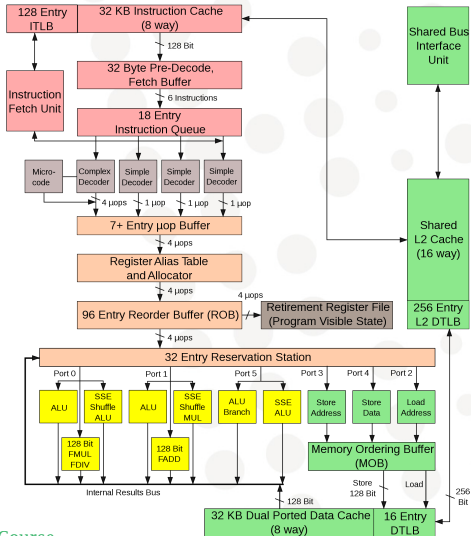 128 Entry
ITLB
32 KB Instruction Cache
(8 way)
Shared Bus
Interface
Unit
128 Bit
32 Byte Pre-Decode,
Fetch Buffer
Instruction
Fetch Unit
6 Instructions
18 Entry
Instruction Queue
Micro-
code
Complex
Decoder
Simple
Decoder
Simple
Decoder
Simple
Decoder
4 µops
1 µop
1 µop
1 µop
7+ Entry µop Buffer
4 µops
Register Alias Table
and Allocator
4 µops
4 µops
96 Entry Reorder Buffer (ROB)
Retirement Register File
(Program Visible State)
4 µops
Shared
L2 Cache
(16 way)
256 Entry
L2 DTLB
32 Entry Reservation Station
Port 0
Port 1
Port 5
Port 3
Port 4
Port 2
ALU
SSE
Shuffle
ALU
ALU
SSE
Shuffle
MUL
ALU
Branch
SSE
ALU
Store
Address
Store
Data
Load
Address
128 Bit
FMUL
FDIV
128 Bit
FADD
Memory Ordering Buffer
(MOB)
Internal Results Bus
Store
128 Bit
Load
128 Bit
256
Bit
32 KB Dual Ported Data Cache
(8 way)
16 Entry
DTLB
Course